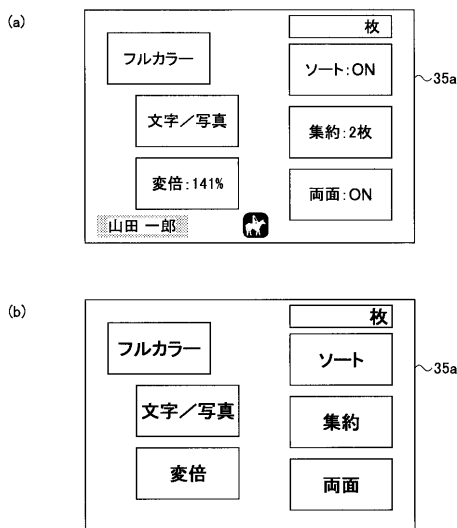 (a)
枚
フルカラー
ソート:ON
35a
文字／写真
集約:2枚
変倍:141%
両面:ON
山田 一郎
(b)
枚
フルカラー
ソート
35a
文字／写真
集約
変倍
両面